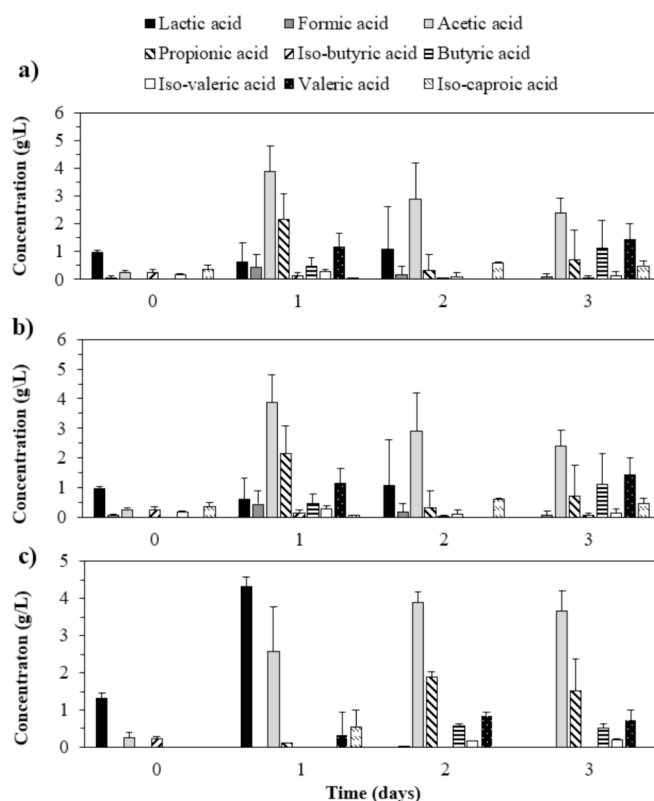 Lactic acid Formic acid Acetic acid
Propionic acid Iso-butyric acid Butyric acid
Iso-valeric acid Valeric acid Iso-caproic acid
a)
Concentration (g\L)
6
5
4
3
2
1
0
0 1 2 3
b)
Concentration (g\L)
6
5
4
3
2
1
0
0 1 2 3
c)
Concentraton (g/L)
5
4
3
2
1
0
0 1 2 3
Time (days)